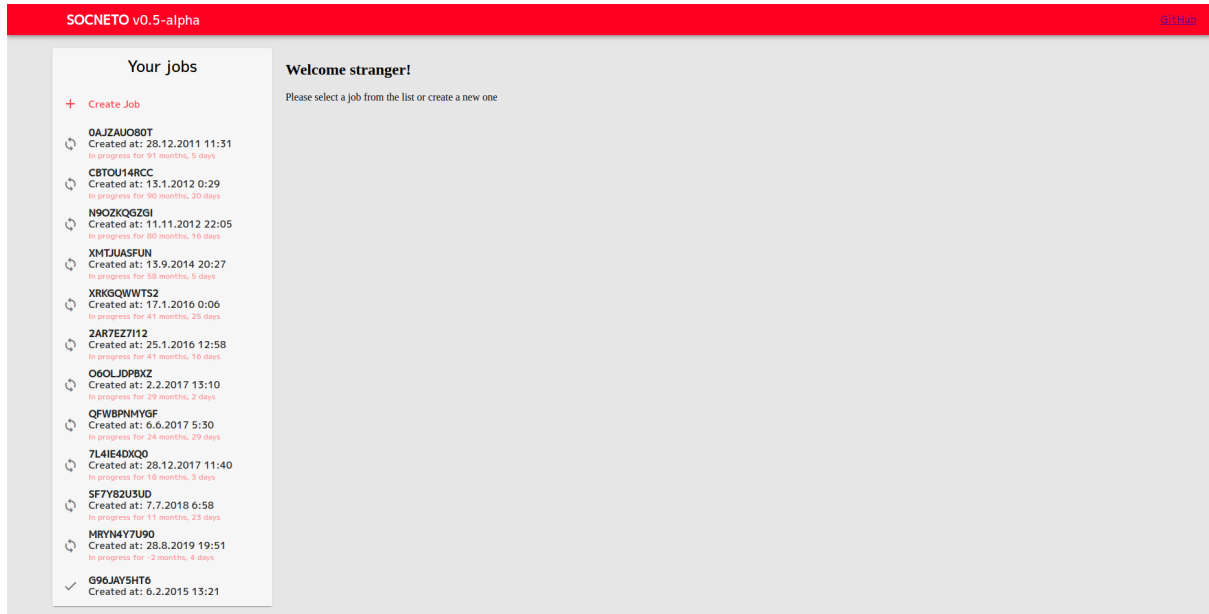 SOCNETO v0.5-alpha
GitHub
Your jobs
+ Create Job
0AJZAUO80T
Created at: 28.12.2011 11:31
In progress for 91 months, 5 days
CBTOU14RCC
Created at: 13.1.2012 0:29
In progress for 90 months, 20 days
N9OZKQGZGI
Created at: 11.11.2012 22:05
In progress for 80 months, 16 days
XMTJUASFUN
Created at: 13.9.2014 20:27
In progress for 58 months, 5 days
XRKGQWWTS2
Created at: 17.1.2016 0:06
In progress for 41 months, 25 days
2AR7EZ7I12
Created at: 25.1.2016 12:58
In progress for 41 months, 16 days
O6OLJDPBXZ
Created at: 2.2.2017 13:10
In progress for 29 months, 2 days
QFWBPNMYGF
Created at: 6.6.2017 5:30
In progress for 24 months, 29 days
7L4IE4DXQ0
Created at: 28.12.2017 11:40
In progress for 18 months, 3 days
SF7Y82U3UD
Created at: 7.7.2018 6:58
In progress for 11 months, 23 days
MRYN4Y7U90
Created at: 28.8.2019 19:51
In progress for -2 months, 4 days
G96JAY5HT6
Created at: 6.2.2015 13:21
Welcome stranger!
Please select a job from the list or create a new one